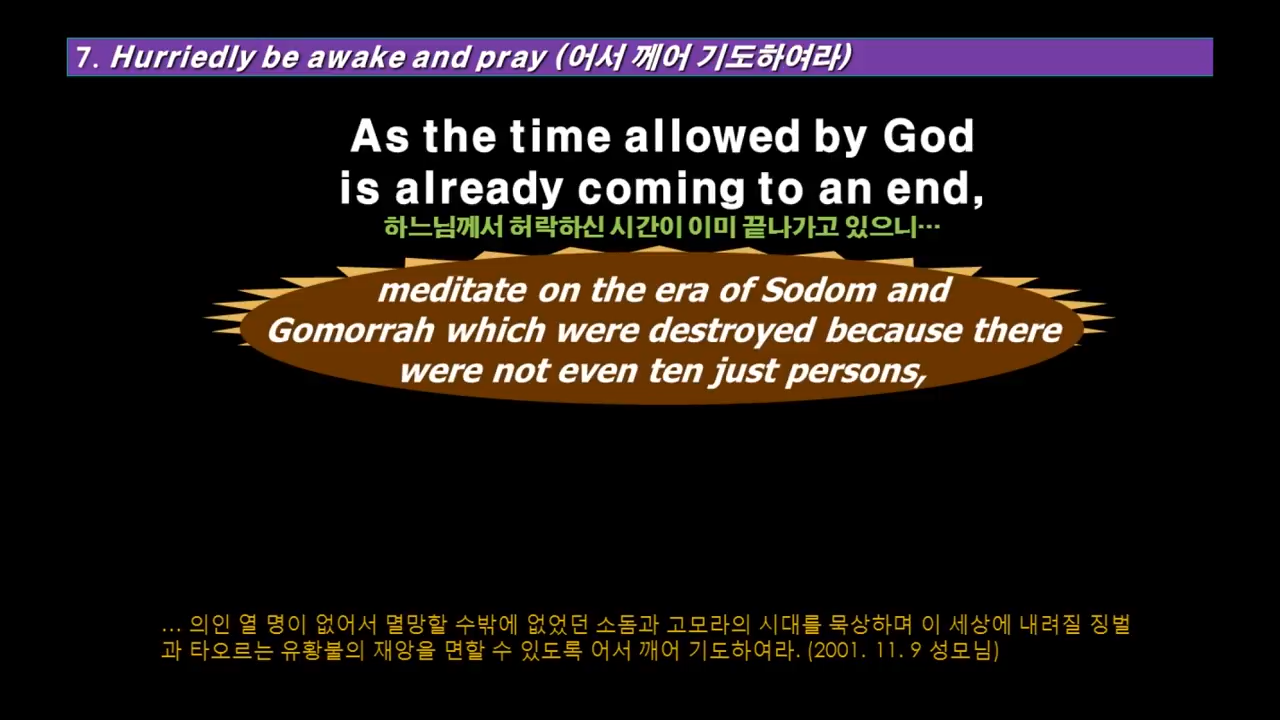 7. Hurriedly be awake and pray (어서 께어 기도하여라)
As the time allowed by God
is already coming to an end,
하느님께서 허락하신 시간이 이미 끝나가고 있으니…
meditate on the era of Sodom and
Gomorrah which were destroyed because there
were not even ten just persons,
… 의인 열 명이 없어서 멸망할 수밖에 없었던 소돔과 고모라의 시대를 묵상하며 이 세상에 내려질 징벌
과 타오르는 유황불의 재앙을 면할 수 있도록 어서 깨어 기도하여라. (2001. 11. 9 성모님)